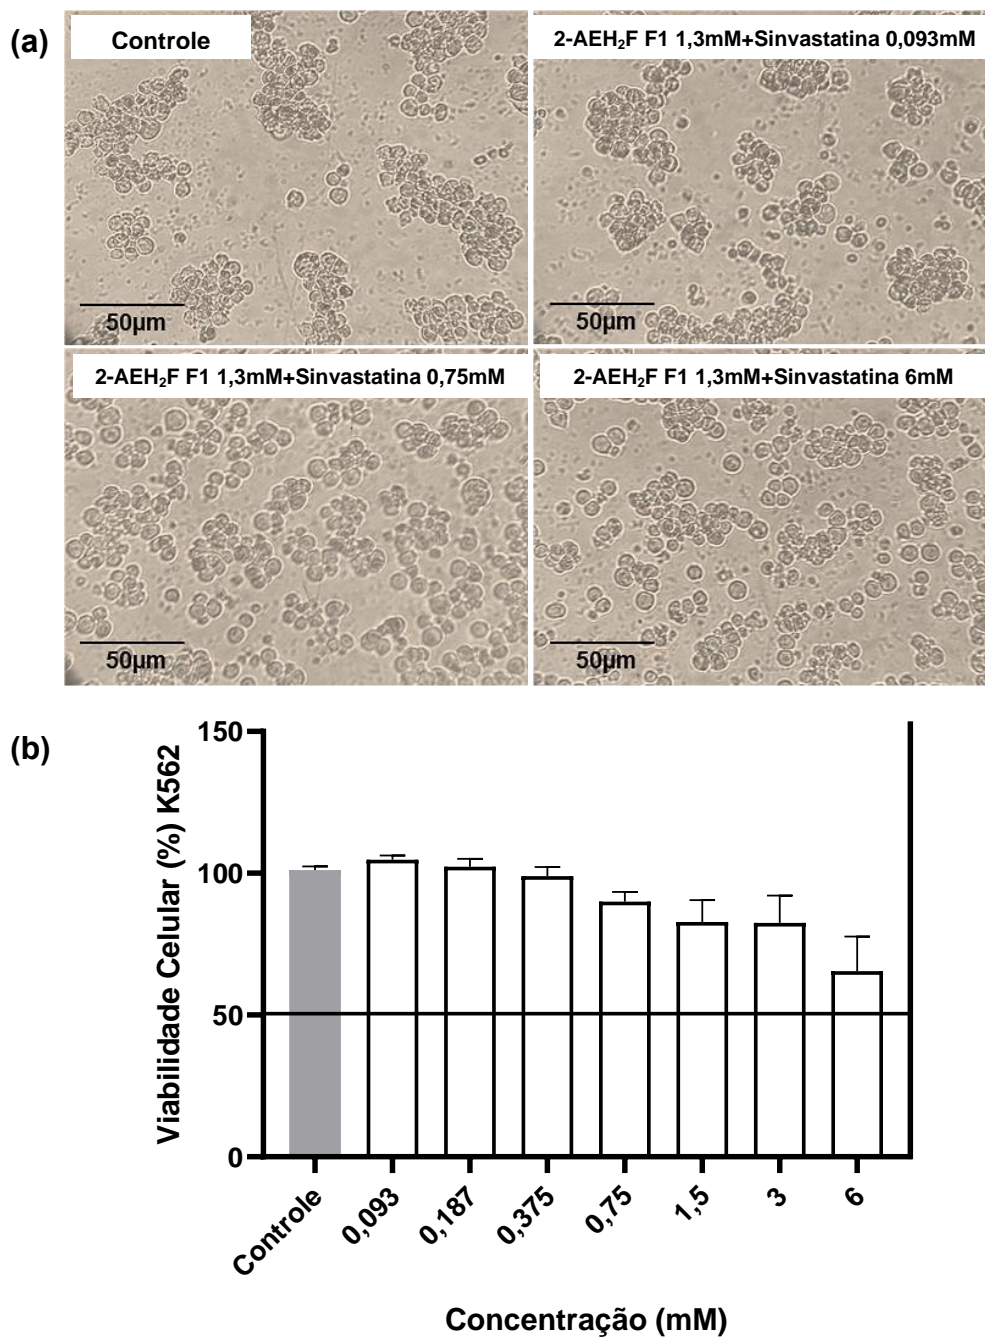 (a)
Controle
2-AEH₂F F1 1,3mM+Sinvastatina 0,093mM
50µm
50µm
2-AEH₂F F1 1,3mM+Sinvastatina 0,75mM
2-AEH₂F F1 1,3mM+Sinvastatina 6mM
50µm
50µm
(b)
Viabilidade Celular (%) K562
150
100
50
0
Controle
0,093
0,187
0,375
0,75
1,5
3
6
Concentração (mM)